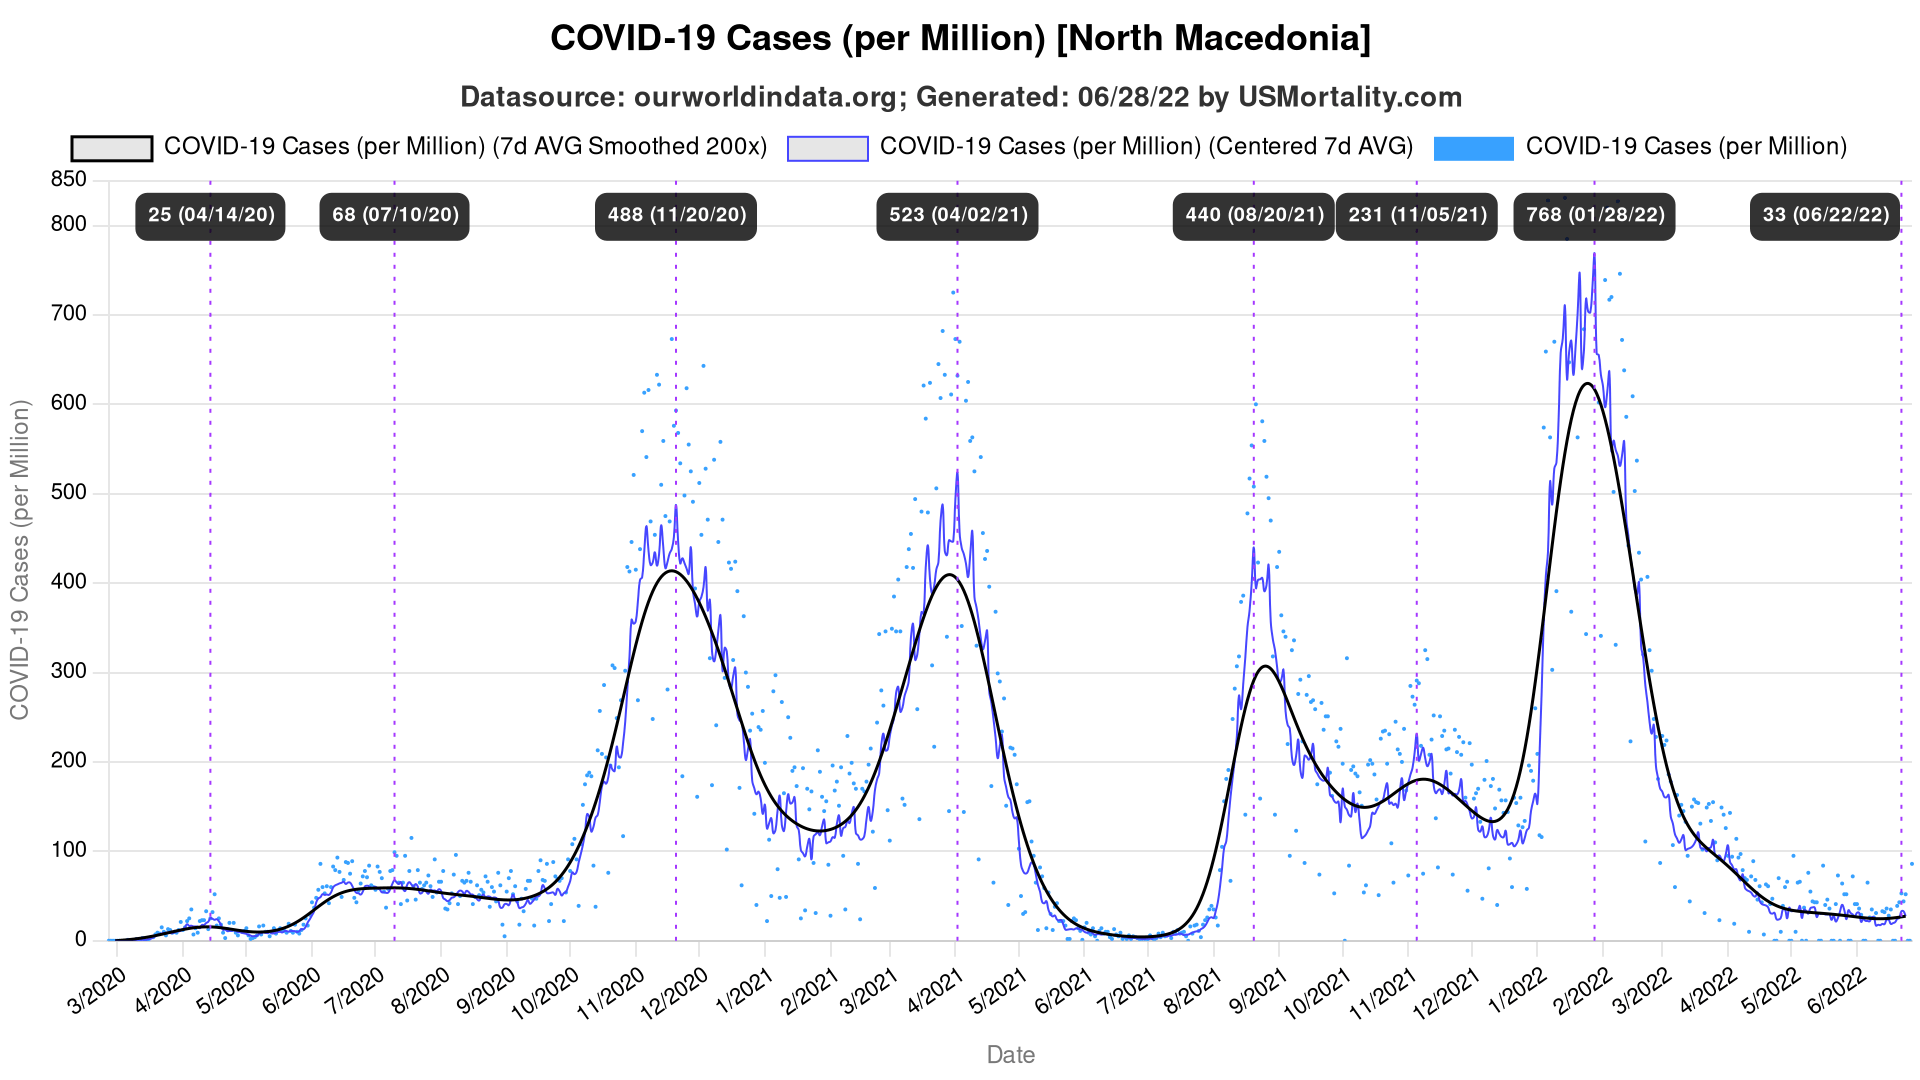 COVID-19 Cases (per Million) [North Macedonia]
Datasource: ourworldindata.org; Generated: 06/28/22 by USMortality.com
COVID-19 Cases (per Million) (7d AVG Smoothed 200x) COVID-19 Cases (per Million) (Centered 7d AVG) COVID-19 Cases (per Million)
850
25 (04/14/20) 68 (07/10/20) 488 (11/20/20) 523 (04/02/21) 440 (08/20/21) 231 (11/05/21) 768 (01/28/22) 33 (06/22/22)
800
700
600
500
400
300
200
100
0
COVID-19 Cases (per Million)
3/2020 4/2020 5/2020 6/2020 7/2020 8/2020 9/2020 10/2020 11/2020 12/2020 1/2021 2/2021 3/2021 4/2021 5/2021 6/2021 7/2021 8/2021 9/2021 10/2021 11/2021 12/2021 1/2022 2/2022 3/2022 4/2022 5/2022 6/2022
Date